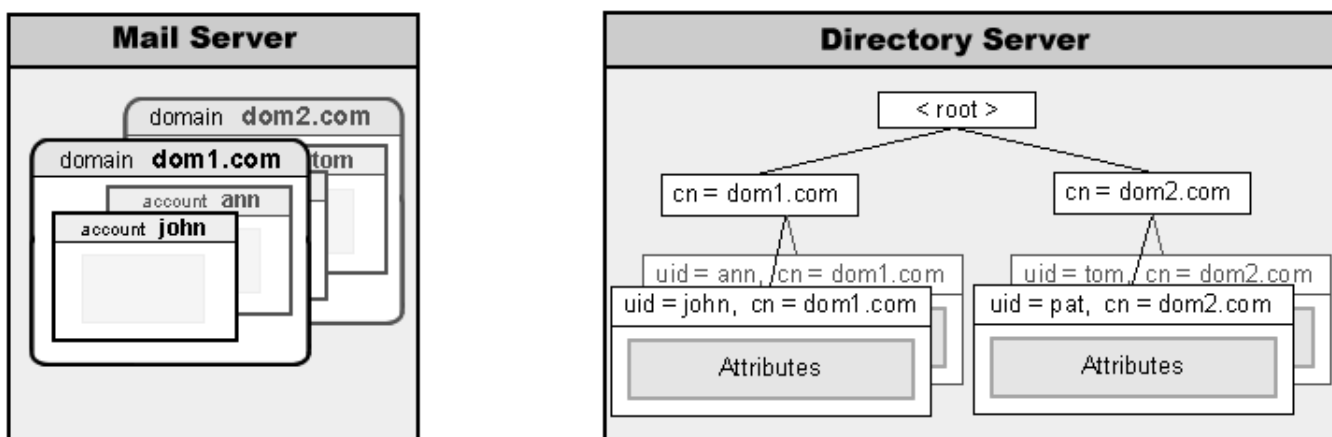 Mail Server
domain dom2.com
domain dom1.com
tom
account ann
account john
Directory Server
< root >
cn = dom1.com
cn = dom2.com
uid = ann, cn = dom1.com
uid = tom, cn = dom2.com
uid = john, cn = dom1.com
uid = pat, cn = dom2.com
Attributes
Attributes